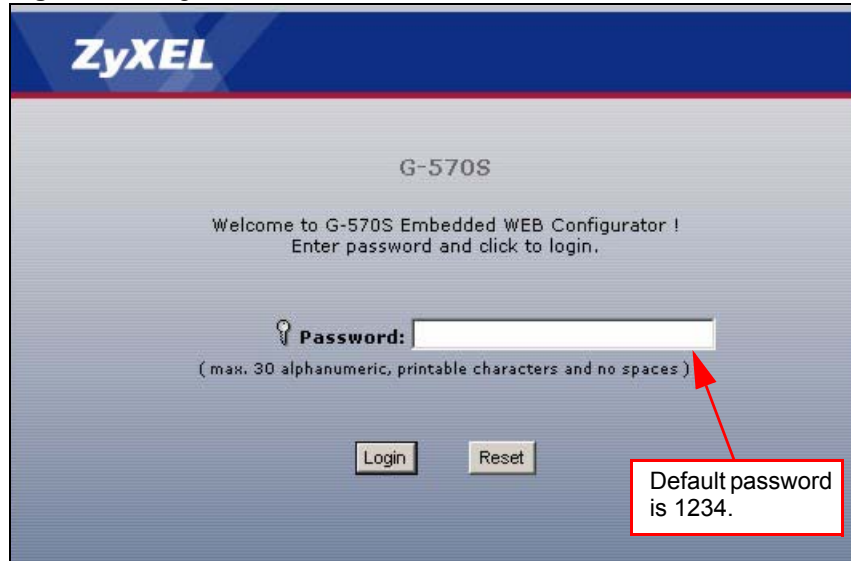 ZyXEL
G-570S
Welcome to G-570S Embedded WEB Configurator !
Enter password and click to login.
Password:
( max. 30 alphanumeric, printable characters and no spaces )
Login
Reset
Default password
is 1234.